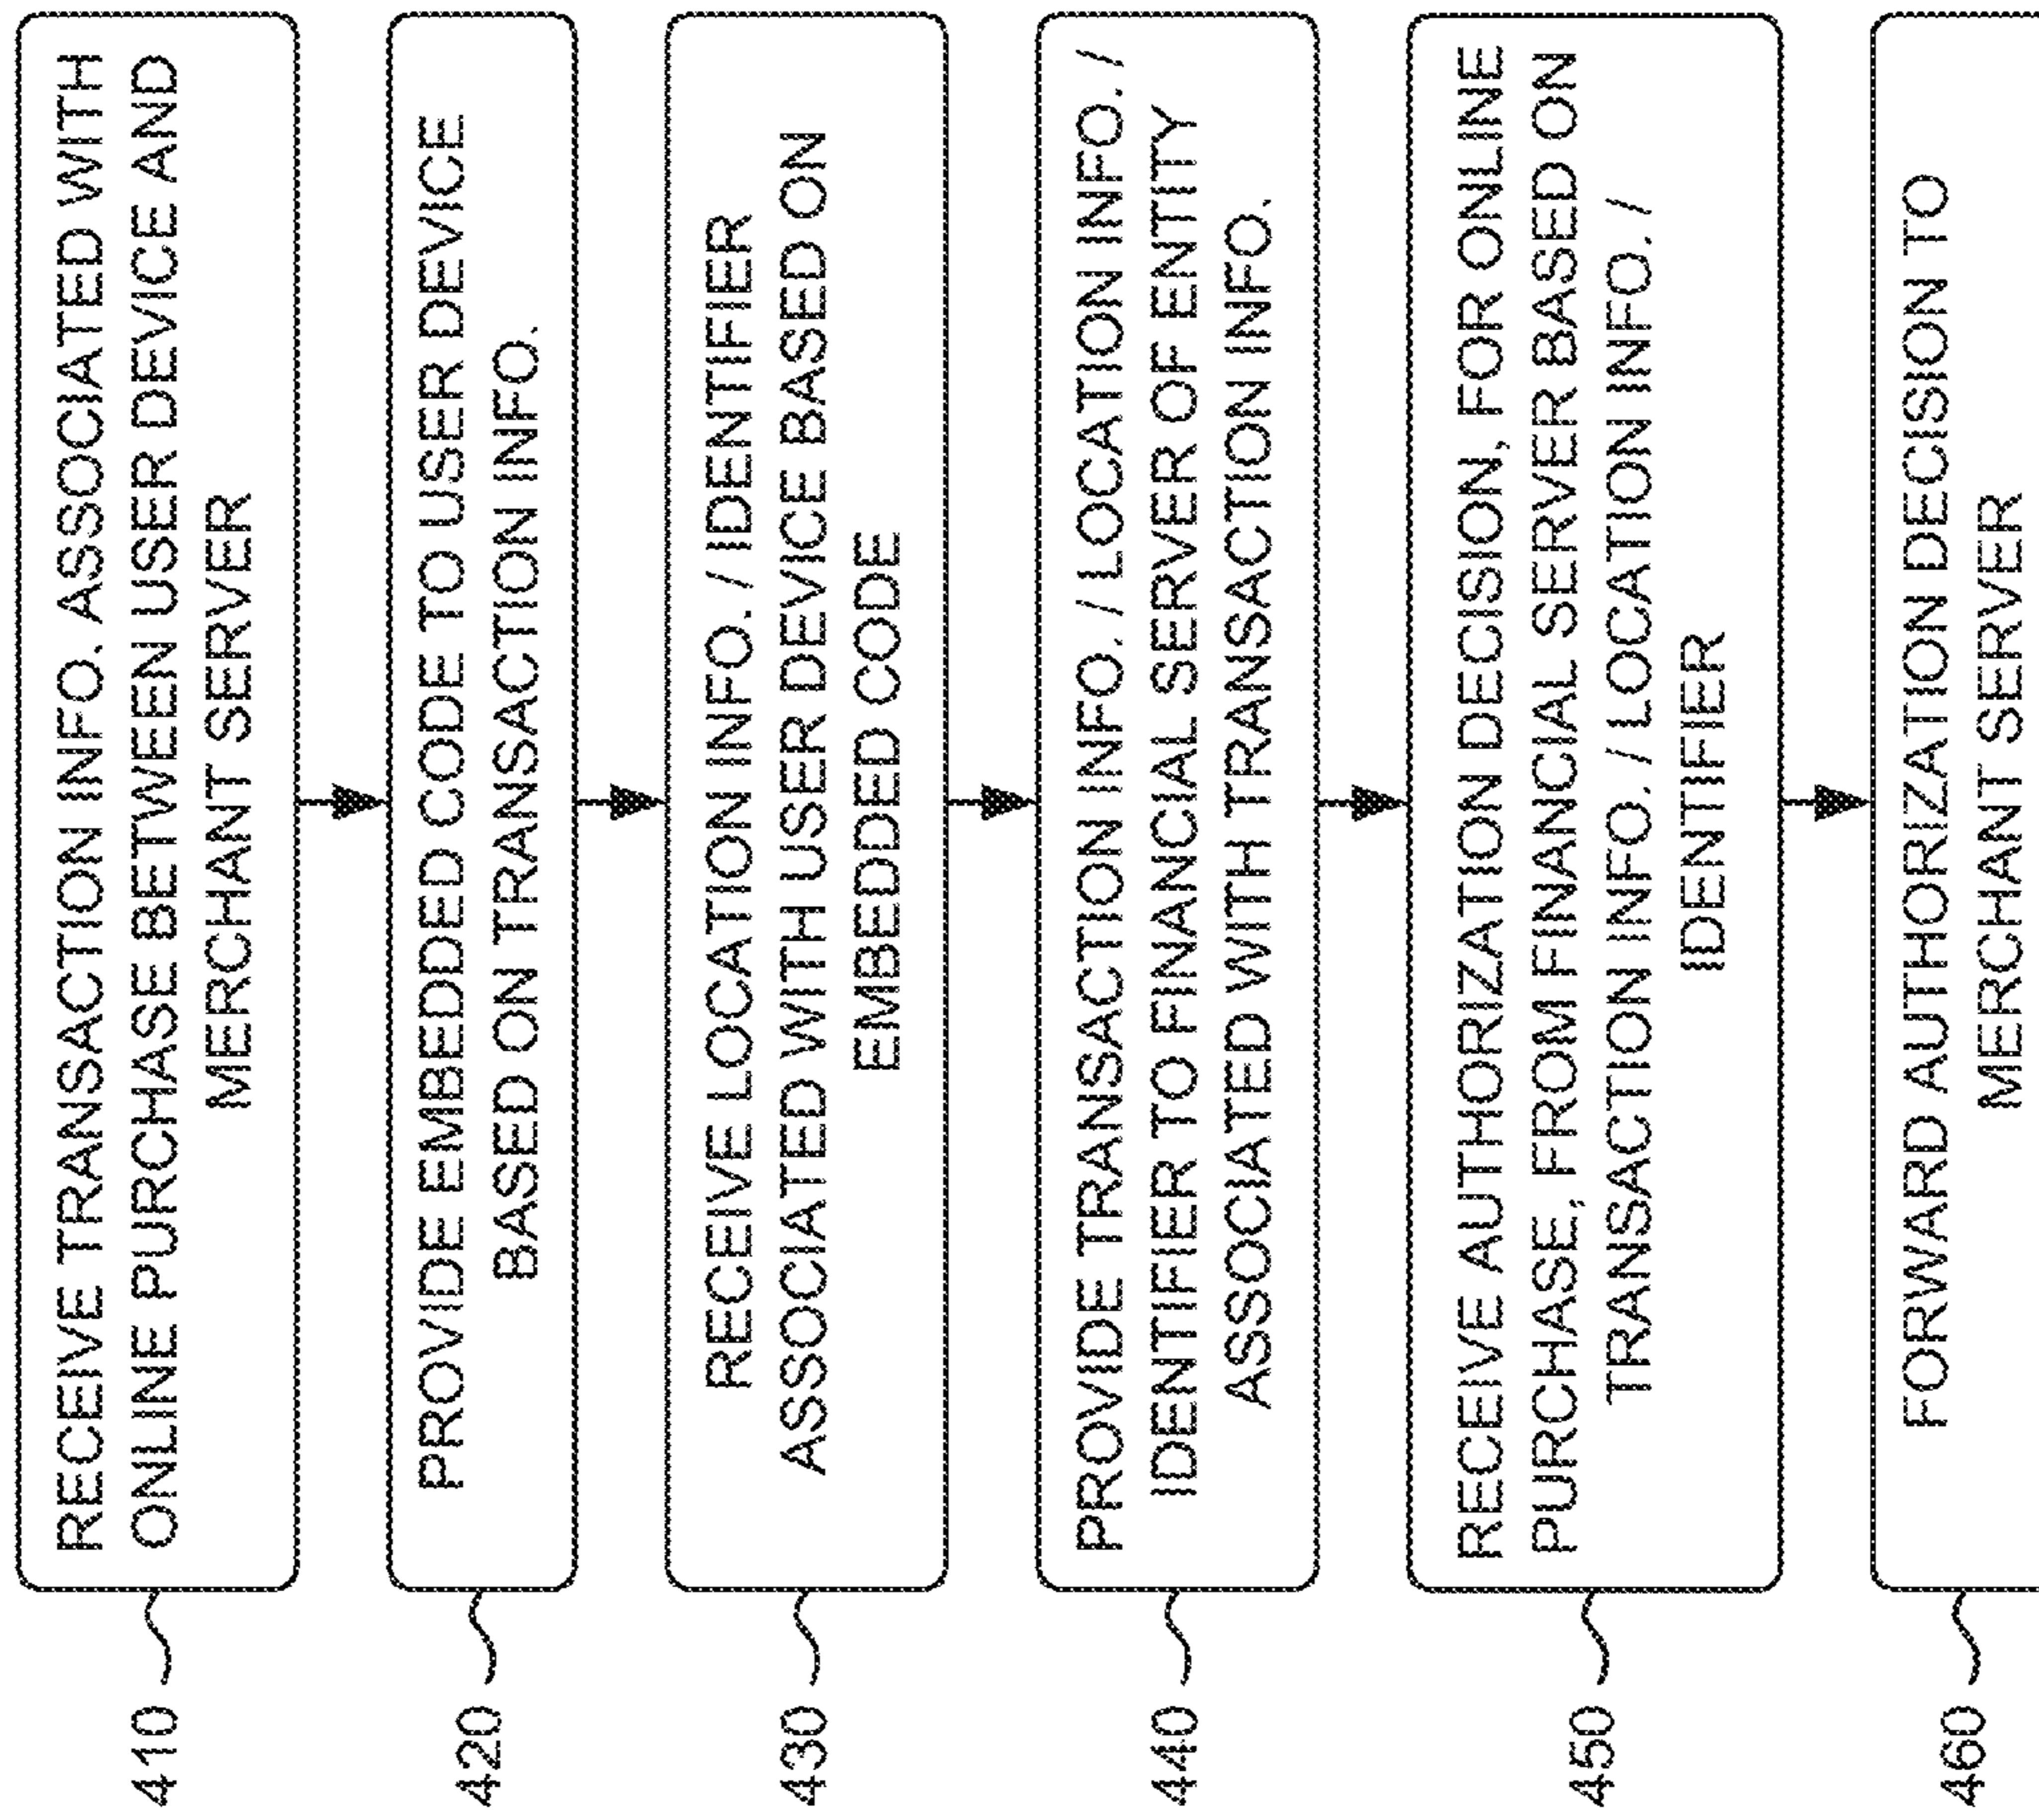 410
RECEIVE TRANSACTION INFO. ASSOCIATED WITH
ONLINE PURCHASE BETWEEN USER DEVICE AND
MERCHANT SERVER
420
PROVIDE EMBEDDED CODE TO USER DEVICE
BASED ON TRANSACTION INFO.
430
RECEIVE LOCATION INFO. / IDENTIFIER
ASSOCIATED WITH USER DEVICE BASED ON
EMBEDDED CODE
440
PROVIDE TRANSACTION INFO. / LOCATION INFO. /
IDENTIFIER TO FINANCIAL SERVER OF ENTITY
ASSOCIATED WITH TRANSACTION INFO.
450
RECEIVE AUTHORIZATION DECISION, FOR ONLINE
PURCHASE, FROM FINANCIAL SERVER BASED ON
TRANSACTION INFO. / LOCATION INFO. /
IDENTIFIER
460
FORWARD AUTHORIZATION DECISION TO
MERCHANT SERVER